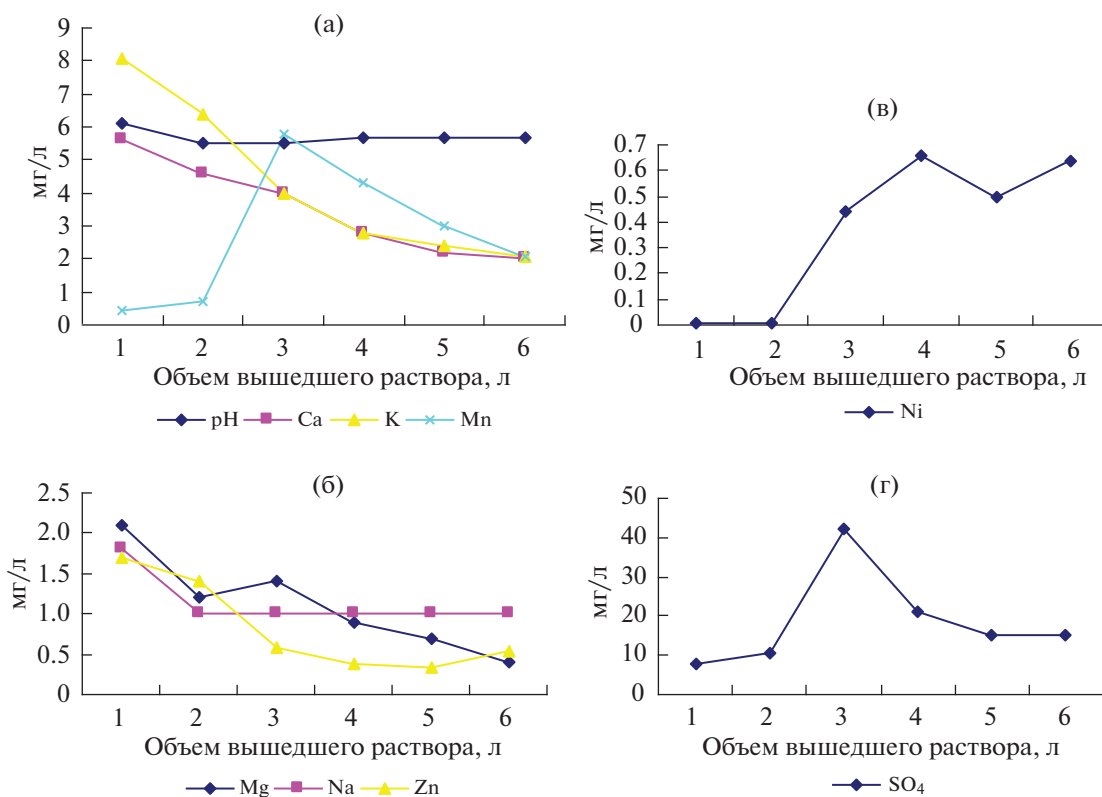 (а)
мг/л
9
8
7
6
5
4
3
2
1
0
1 2 3 4 5 6
Объем вышедшего раствора, л
pH Ca K Mn
(в)
мг/л
0.7
0.6
0.5
0.4
0.3
0.2
0.1
0
1 2 3 4 5 6
Объем вышедшего раствора, л
Ni
(б)
мг/л
2.5
2.0
1.5
1.0
0.5
0
1 2 3 4 5 6
Объем вышедшего раствора, л
Mg Na Zn
(г)
мг/л
50
40
30
20
10
0
1 2 3 4 5 6
Объем вышедшего раствора, л
SO₄